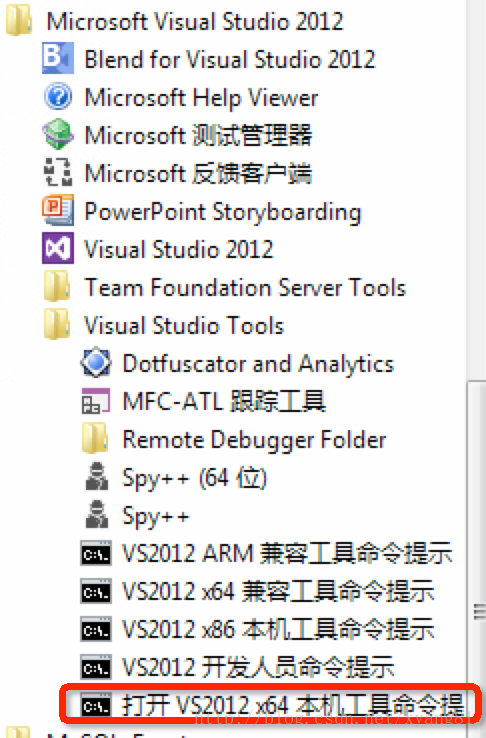 Microsoft Visual Studio 2012
Blend for Visual Studio 2012
Microsoft Help Viewer
Microsoft 测试管理器
Microsoft 反馈客户端
PowerPoint Storyboarding
Visual Studio 2012
Team Foundation Server Tools
Visual Studio Tools
Dotfuscator and Analytics
MFC-ATL 跟踪工具
Remote Debugger Folder
Spy++ (64 位)
Spy++
VS2012 ARM 兼容工具命令提示
VS2012 x64 兼容工具命令提示
VS2012 x86 本机工具命令提示
VS2012 开发人员命令提示
打开 VS2012 x64 本机工具命令提